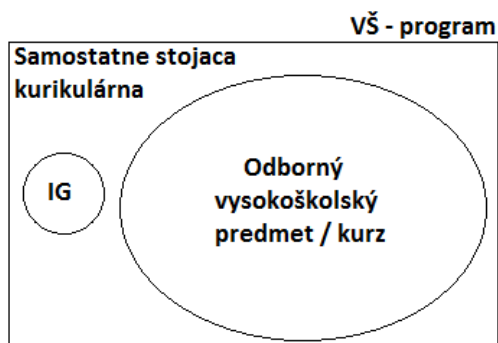 VŠ - program
Samostatne stojaca
kurikulárna
IG
Odborný
vysokoškolský
predmet / kurz